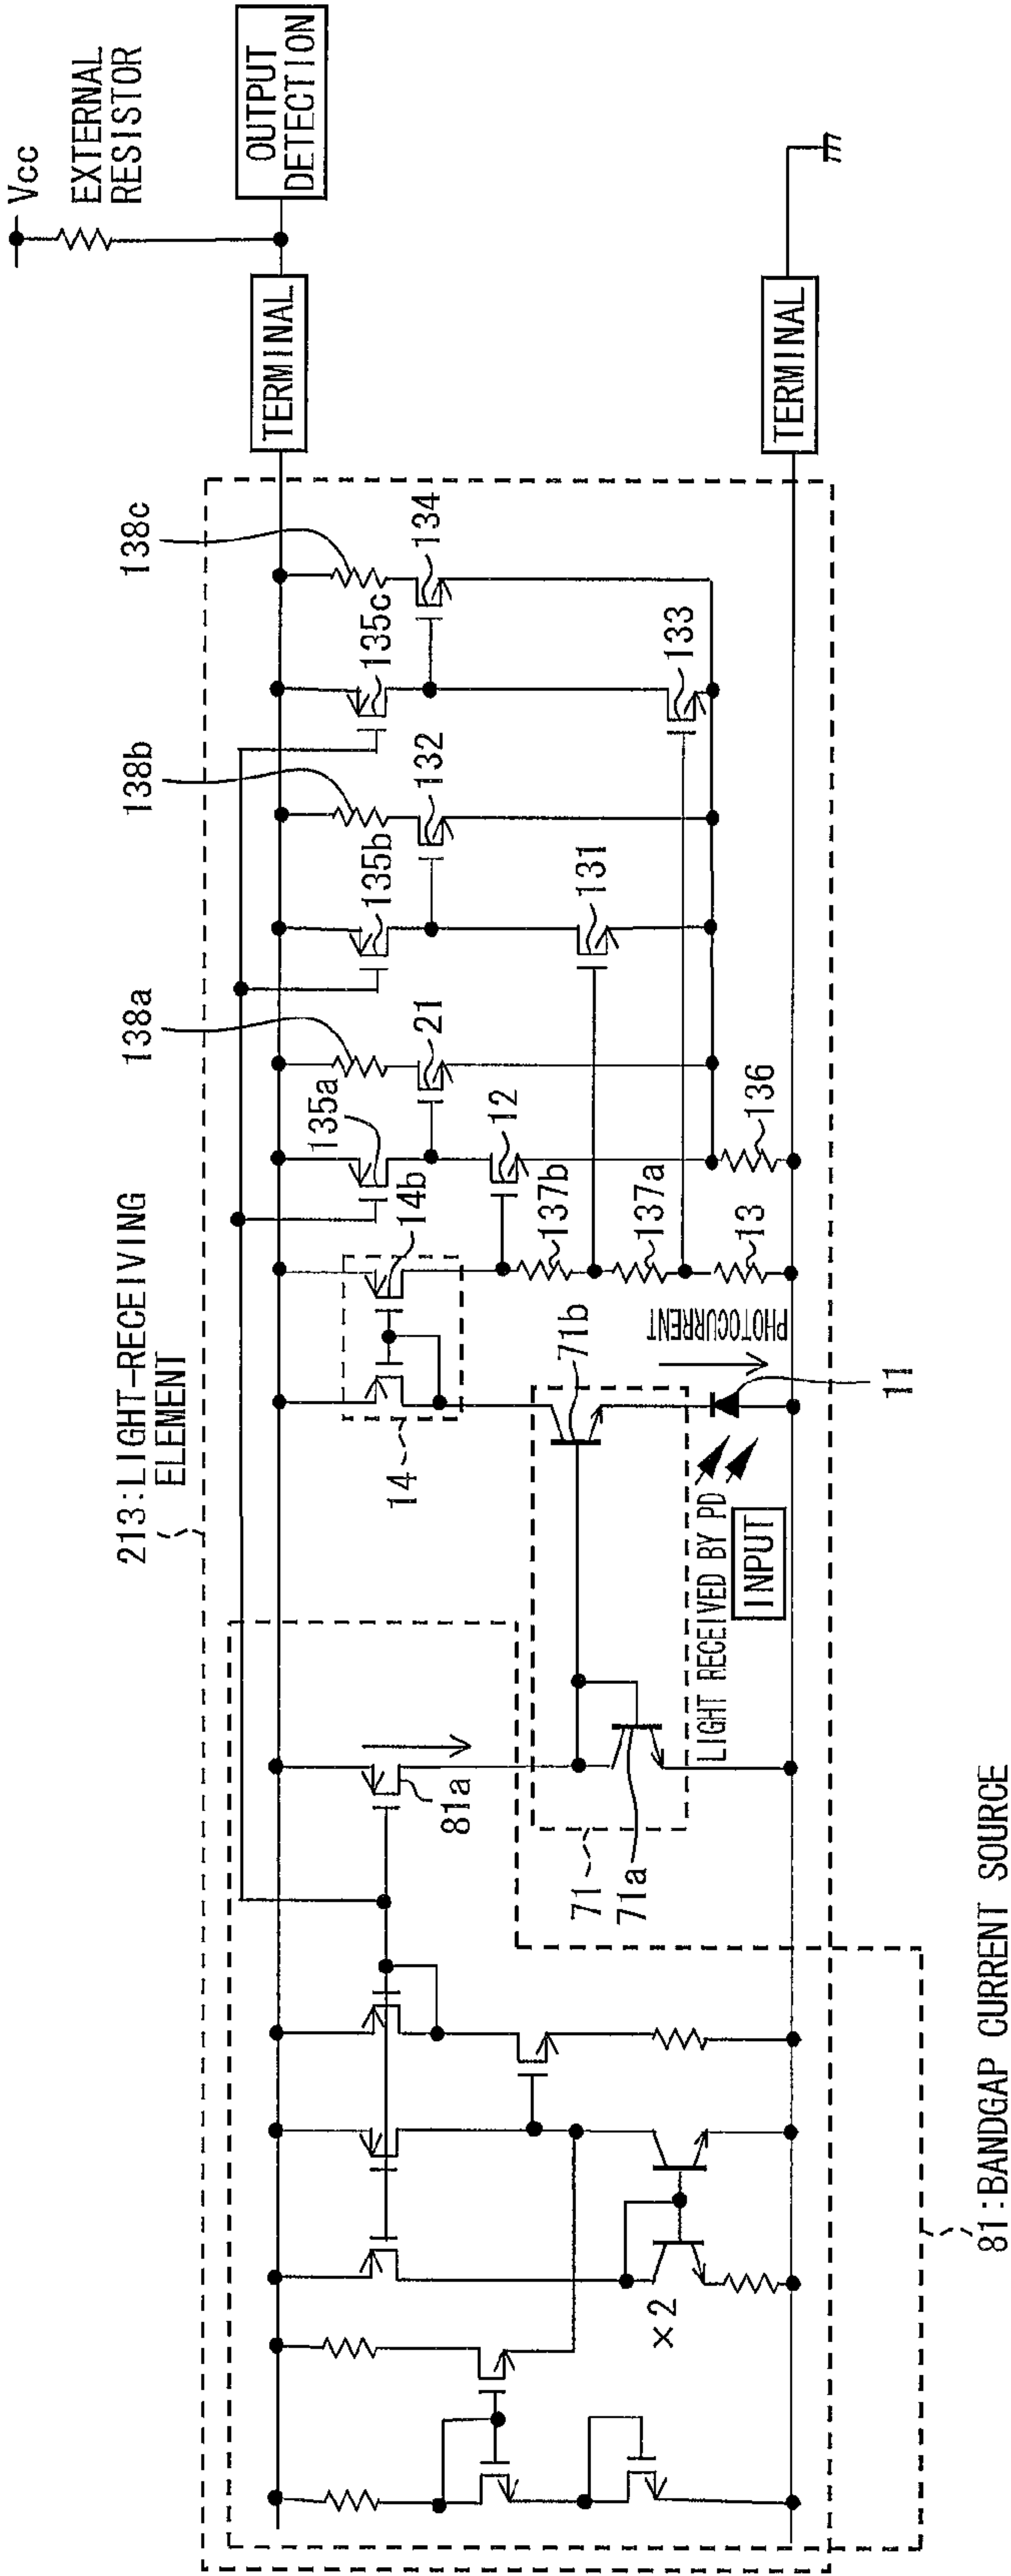 Vcc
EXTERNAL
RESISTOR
OUTPUT
DETECTION
TERMINAL
TERMINAL
213:LIGHT-RECEIVING
ELEMENT
138a
138b
138c
135a
135b
135c
21
132
134
12
131
133
14b
14
137b
137a
13
136
PHOTOCURRENT
71b
11
LIGHT RECEIVED BY PD
INPUT
81a
71
71a
×2
81:BANDGAP CURRENT SOURCE